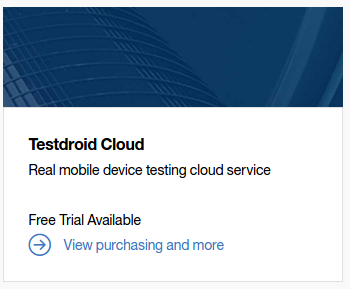 Testdroid Cloud
Real mobile device testing cloud service
Free Trial Available
View purchasing and more